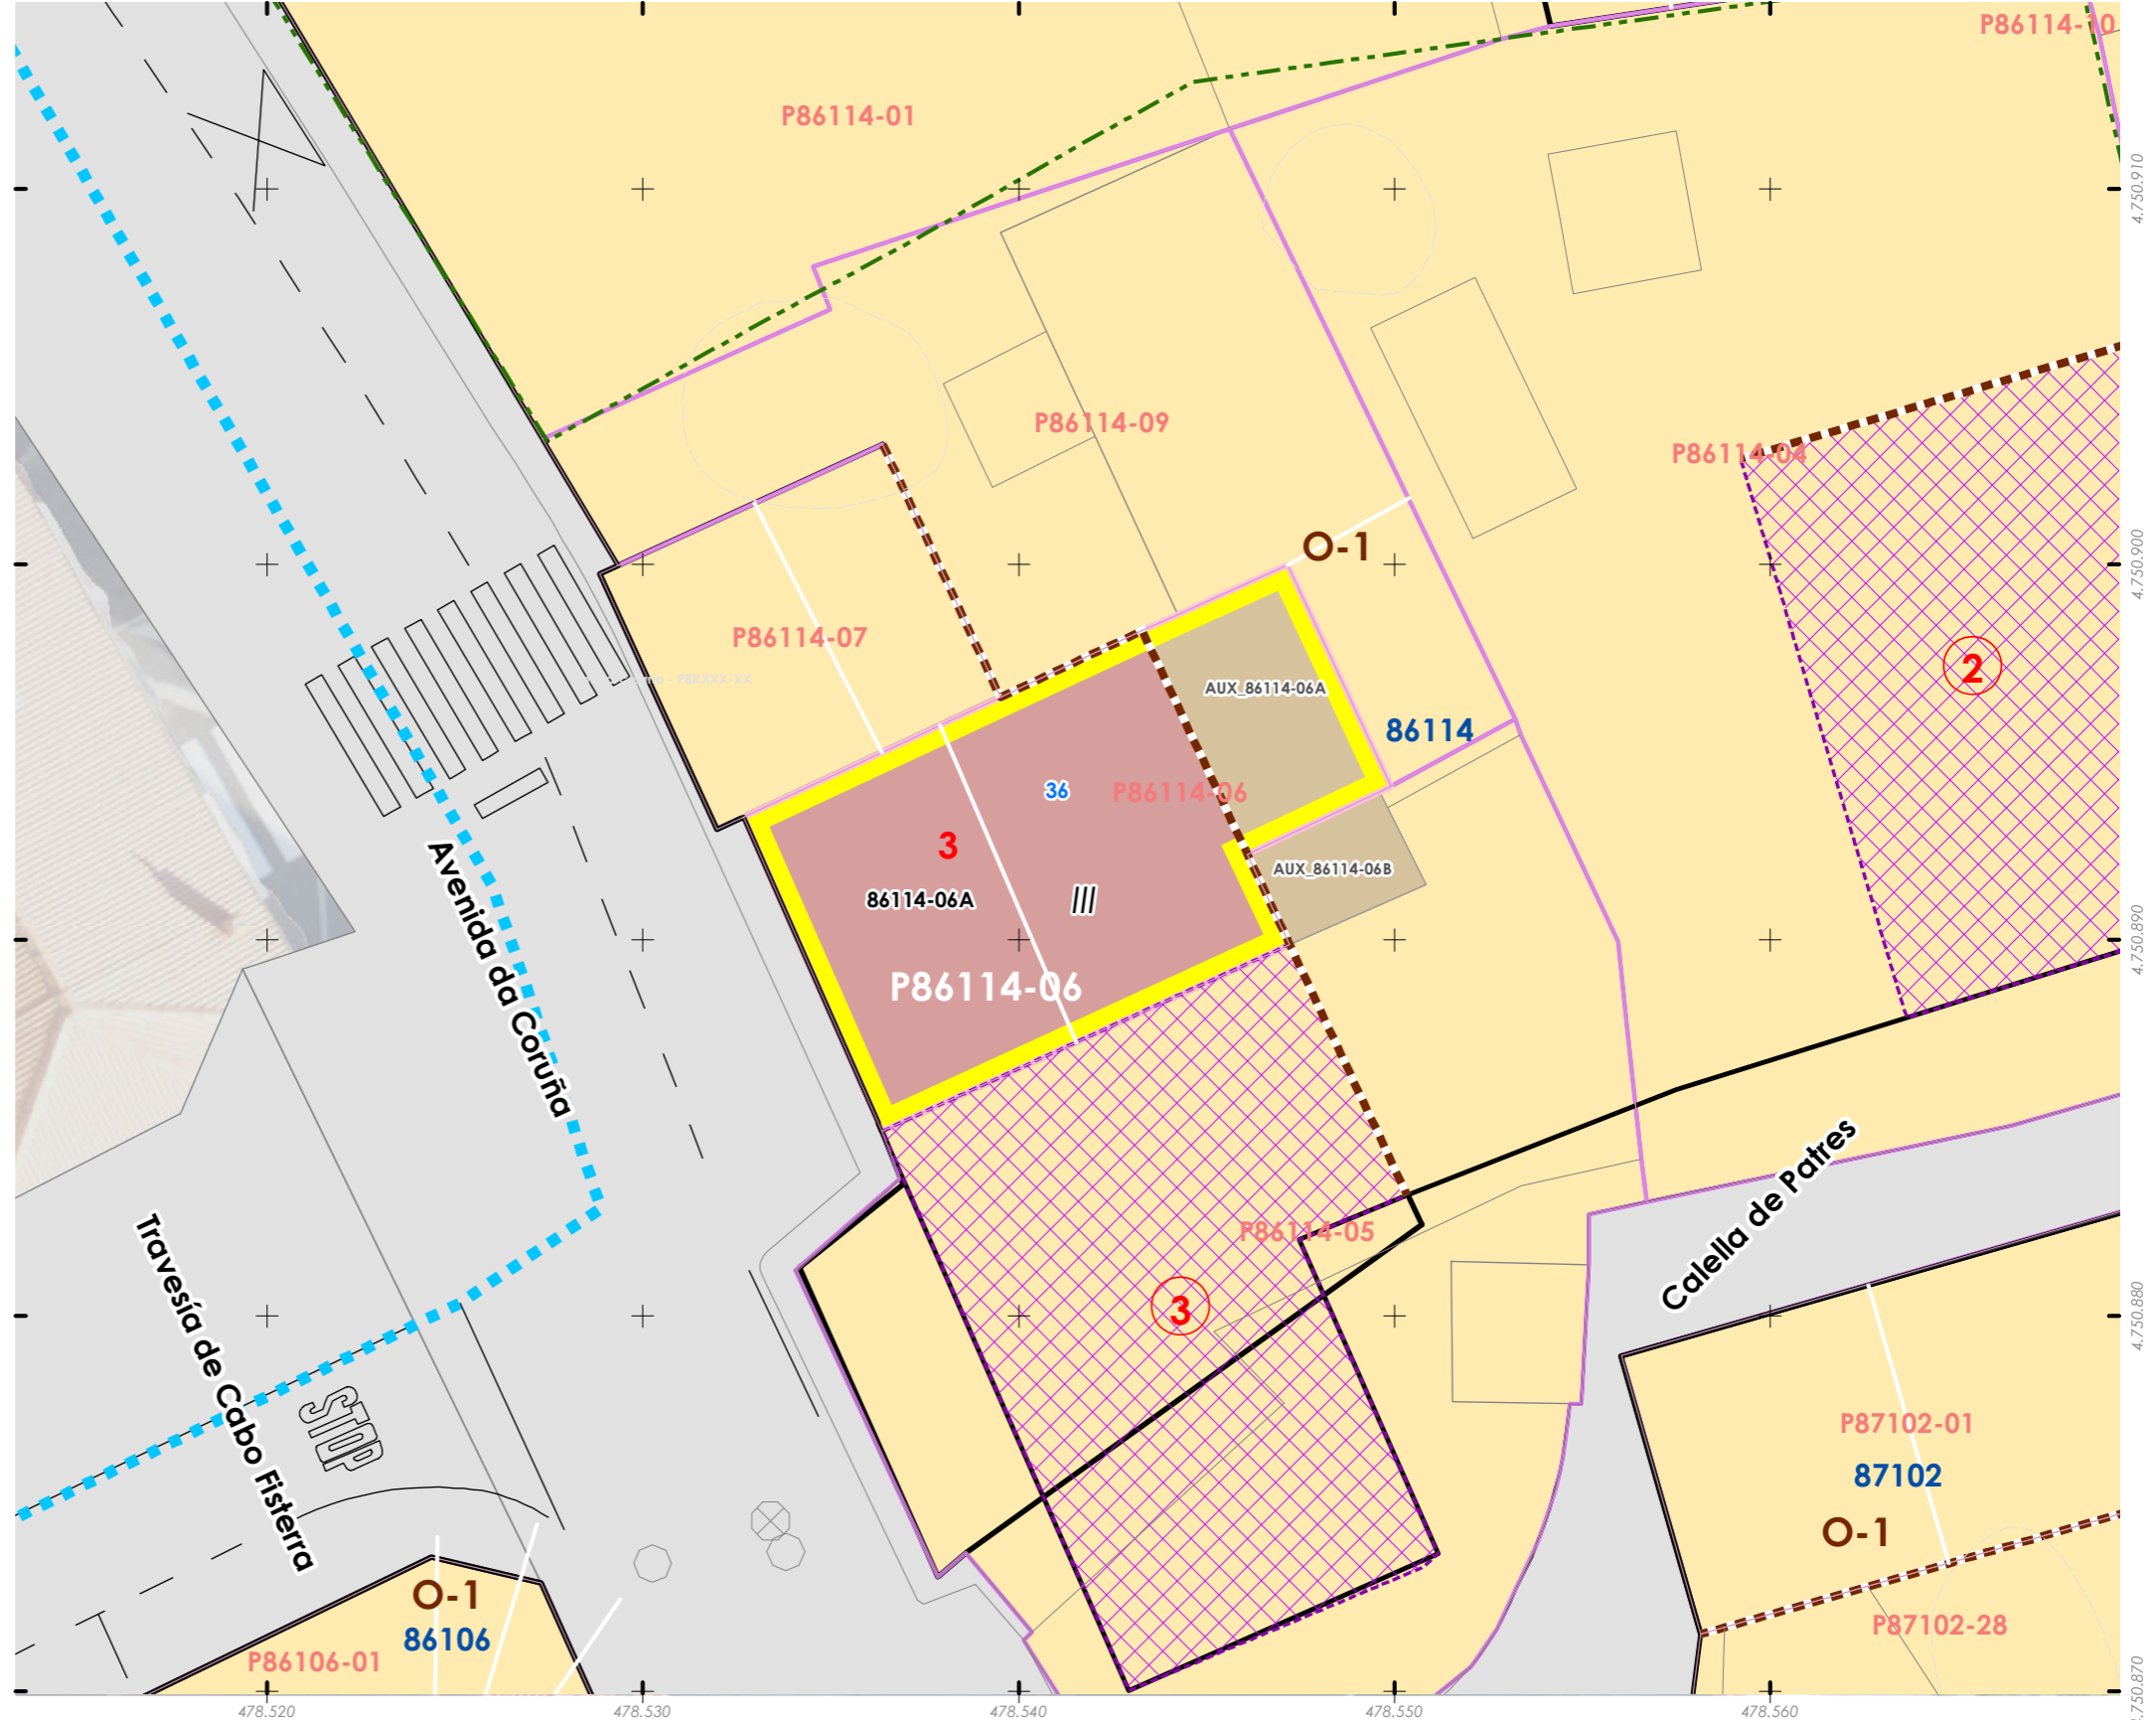 P86114-10
P86114-01
4.750.910
P86114-09
P86114-04
O-1
4.750.900
P86114-07
2
AUX_86114-06A
86114
36
P86114-06
3
AUX_86114-06B
86114-06A
III
4.750.890
P86114-06
Avenida da Coruña
Calella de Patres
P86114-05
3
4.750.880
Travesía de Cabo Fisterra
STOP
P87102-01
87102
O-1
O-1
86106
P86106-01
P87102-28
4.750.870
478.520
478.530
478.540
478.550
478.560